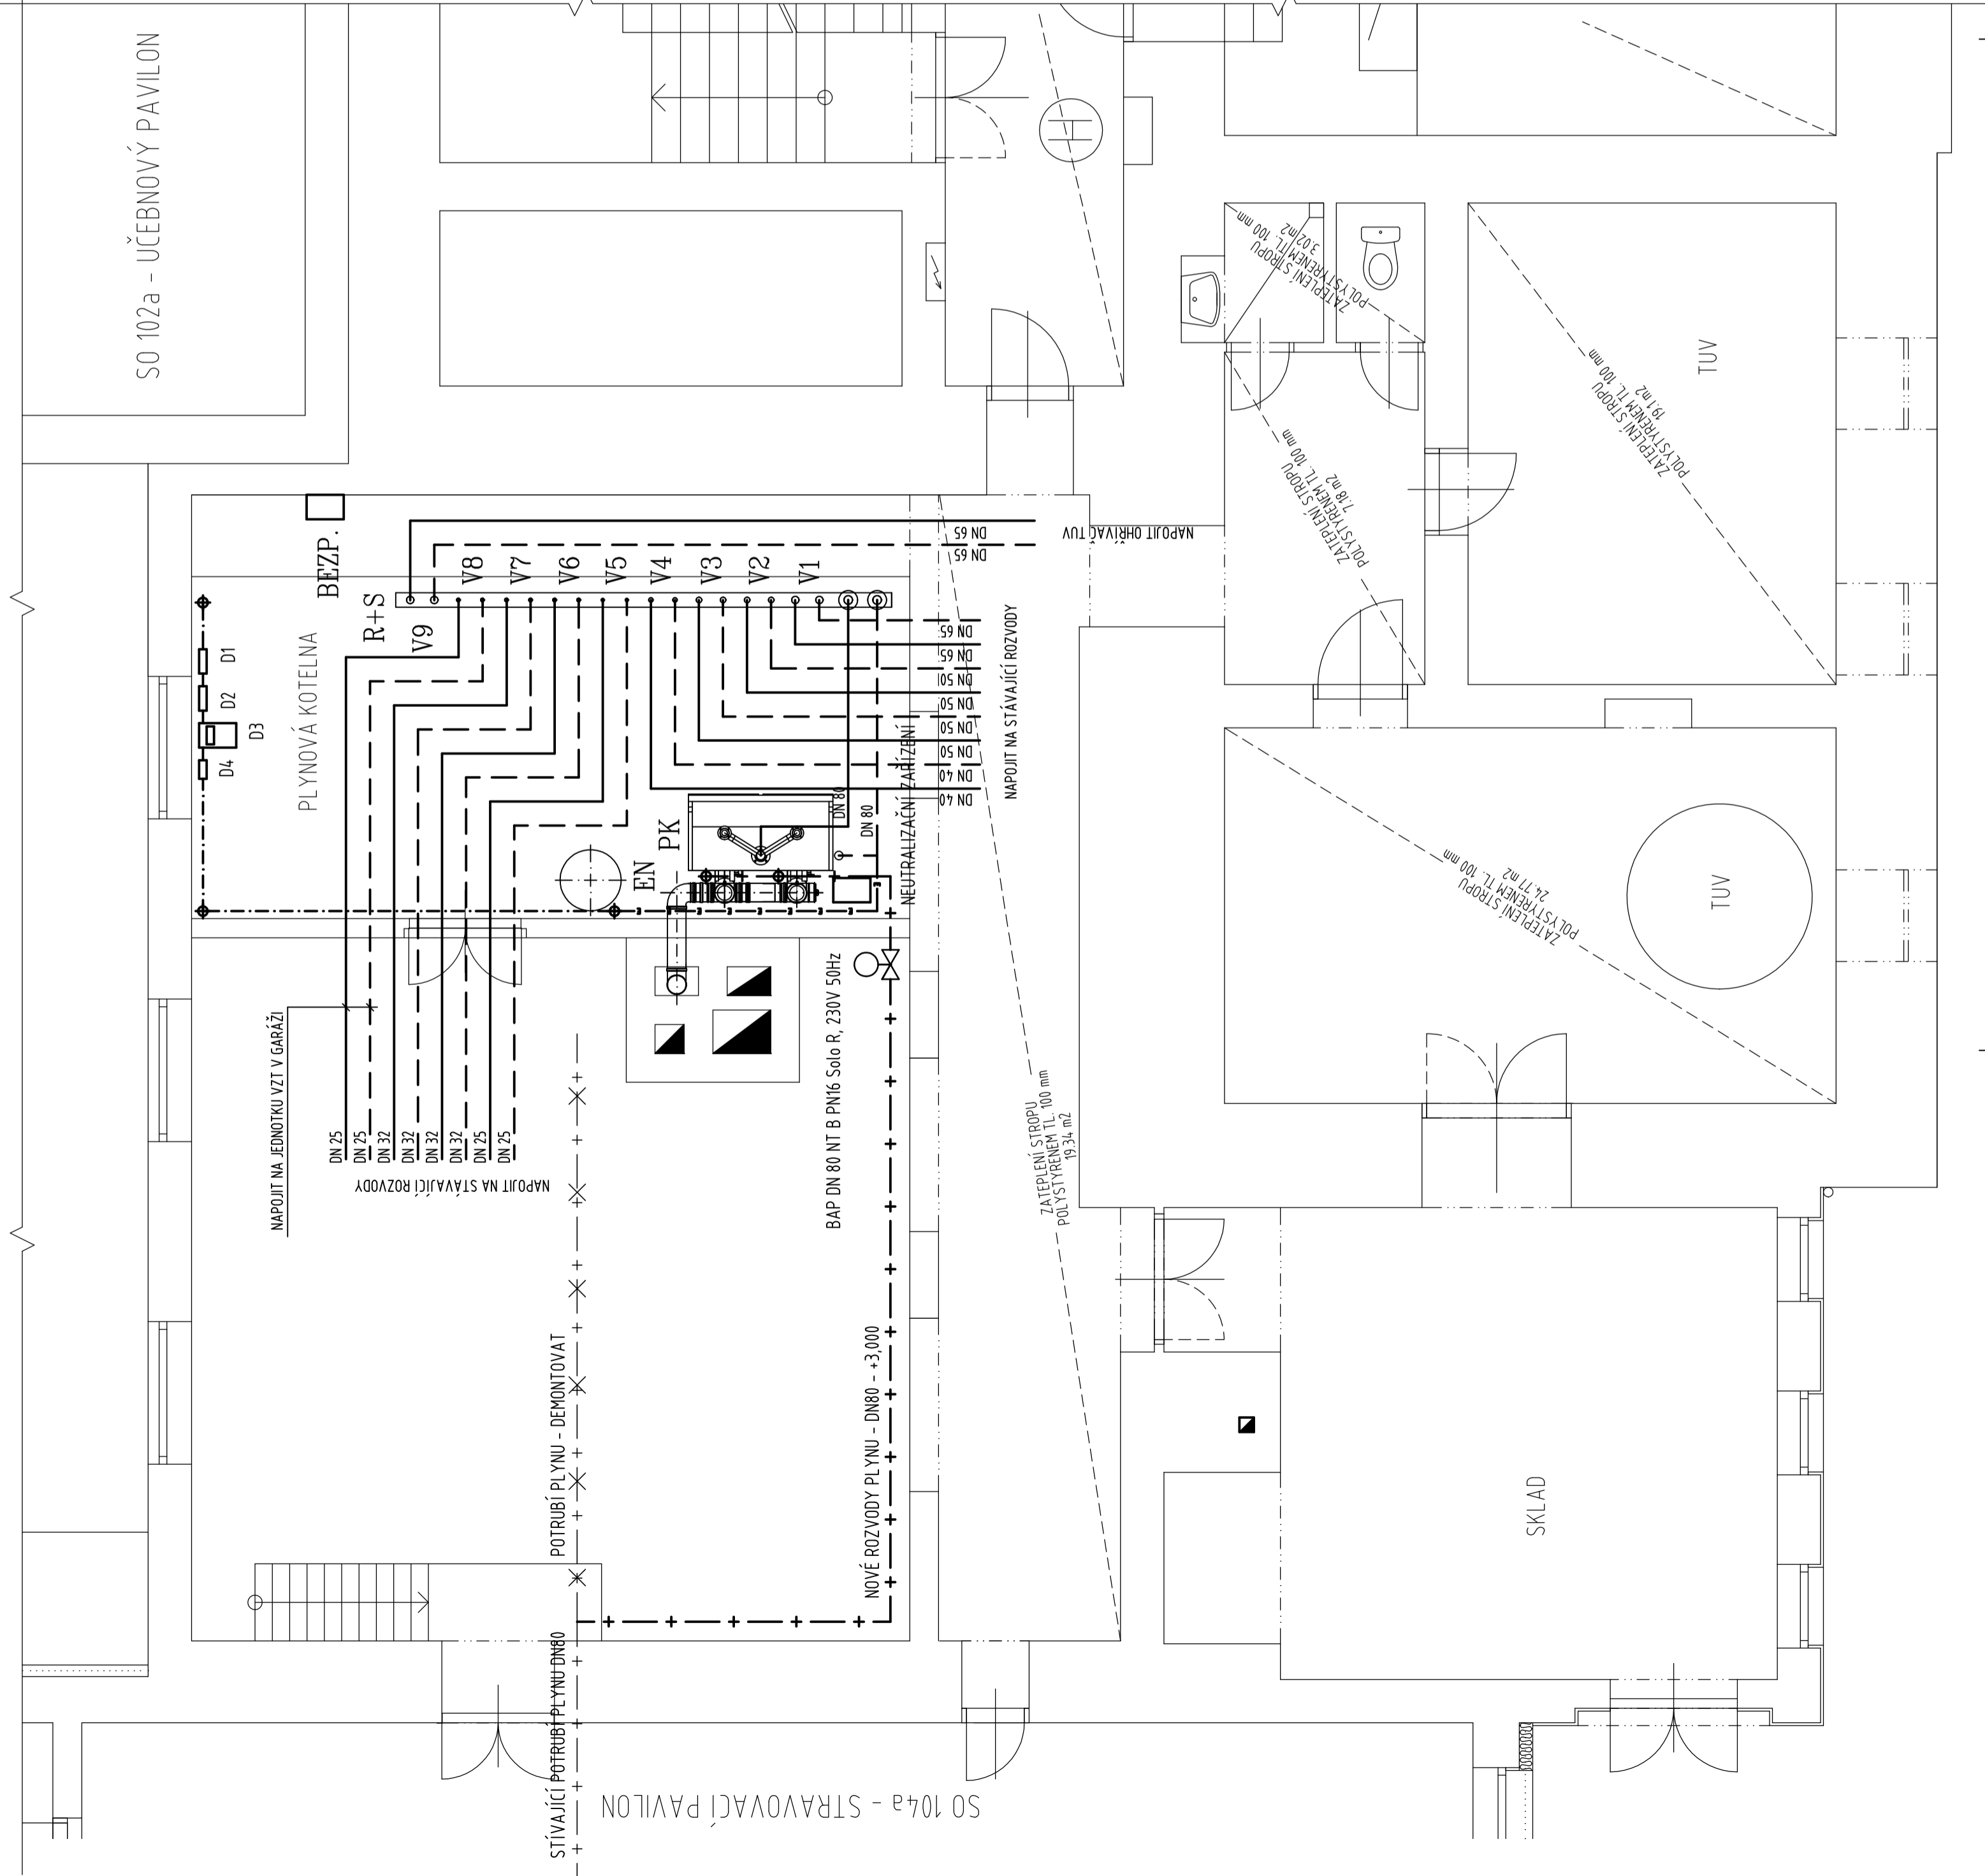 SO 102a - UČEBNOVÝ PAVILON
BEZP.
R+S
V9
V8
V7
V6
V5
V4
V3
V2
V1
DN 65
DN 65
NAPOJIT OHŘÍVAČ TUV
D1
D2
D3
D4
PLYNOVÁ KOTELNA
DN 65
DN 65
DN 50
DN 50
DN 50
DN 50
DN 40
DN 40
NAPOJIT NA STÁVAJÍCÍ ROZVODY
PK
EN
DN 80
DN 80
NEUTRALIZAČNÍ ZAŘÍZENÍ
NAPOJIT NA JEDNOTKU VZT V GARÁŽI
DN 25
DN 25
DN 32
DN 32
DN 32
DN 32
DN 25
DN 25
NAPOJIT NA STÁVAJÍCÍ ROZVODY
BAP DN 80 NT B PN16 Solo R, 230V 50Hz
POTRUBÍ PLYNU - DEMONTOVAT
NOVÉ ROZVODY PLYNU - DN80 - +3,000
STÍVAJÍCÍ POTRUBÍ PLYNU DN80
SO 104a - STRAVOVACÍ PAVILON
H
ZATEPLENÍ STROPU
POLYSTYRENEM TL. 100 mm
3.02 m2
ZATEPLENÍ STROPU
POLYSTYRENEM TL. 100 mm
7.18 m2
ZATEPLENÍ STROPU
POLYSTYRENEM TL. 100 mm
19.1 m2
TUV
ZATEPLENÍ STROPU
POLYSTYRENEM TL. 100 mm
24.77 m2
TUV
ZATEPLENÍ STROPU
POLYSTYRENEM TL. 100 mm
19.34 m2
SKLAD